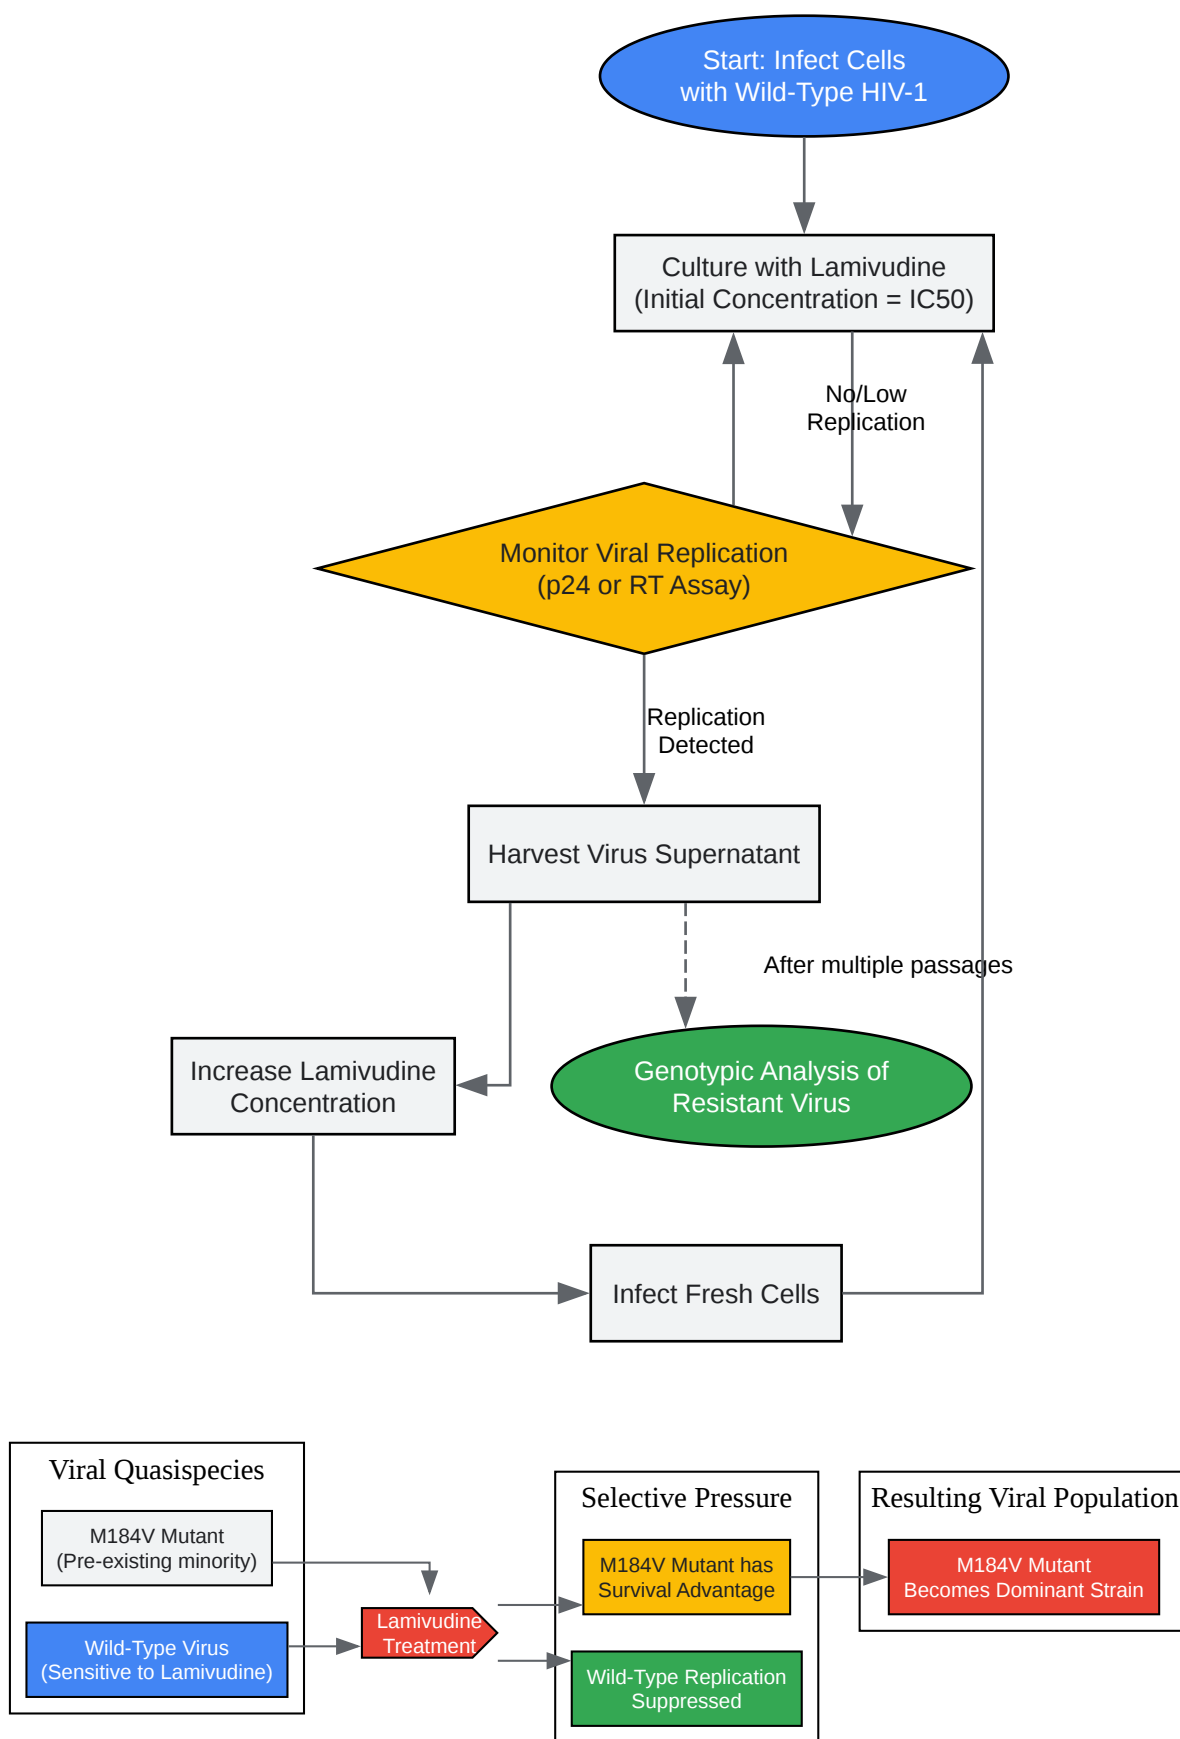 Start: Infect Cells
with Wild-Type HIV-1
Culture with Lamivudine
(Initial Concentration = IC50)
No/Low
Replication
Monitor Viral Replication
(p24 or RT Assay)
Replication
Detected
Harvest Virus Supernatant
After multiple passages
Increase Lamivudine
Concentration
Genotypic Analysis of
Resistant Virus
Infect Fresh Cells
Viral Quasispecies
M184V Mutant
(Pre-existing minority)
Wild-Type Virus
(Sensitive to Lamivudine)
Lamivudine
Treatment
Selective Pressure
M184V Mutant has
Survival Advantage
Wild-Type Replication
Suppressed
Resulting Viral Population
M184V Mutant
Becomes Dominant Strain